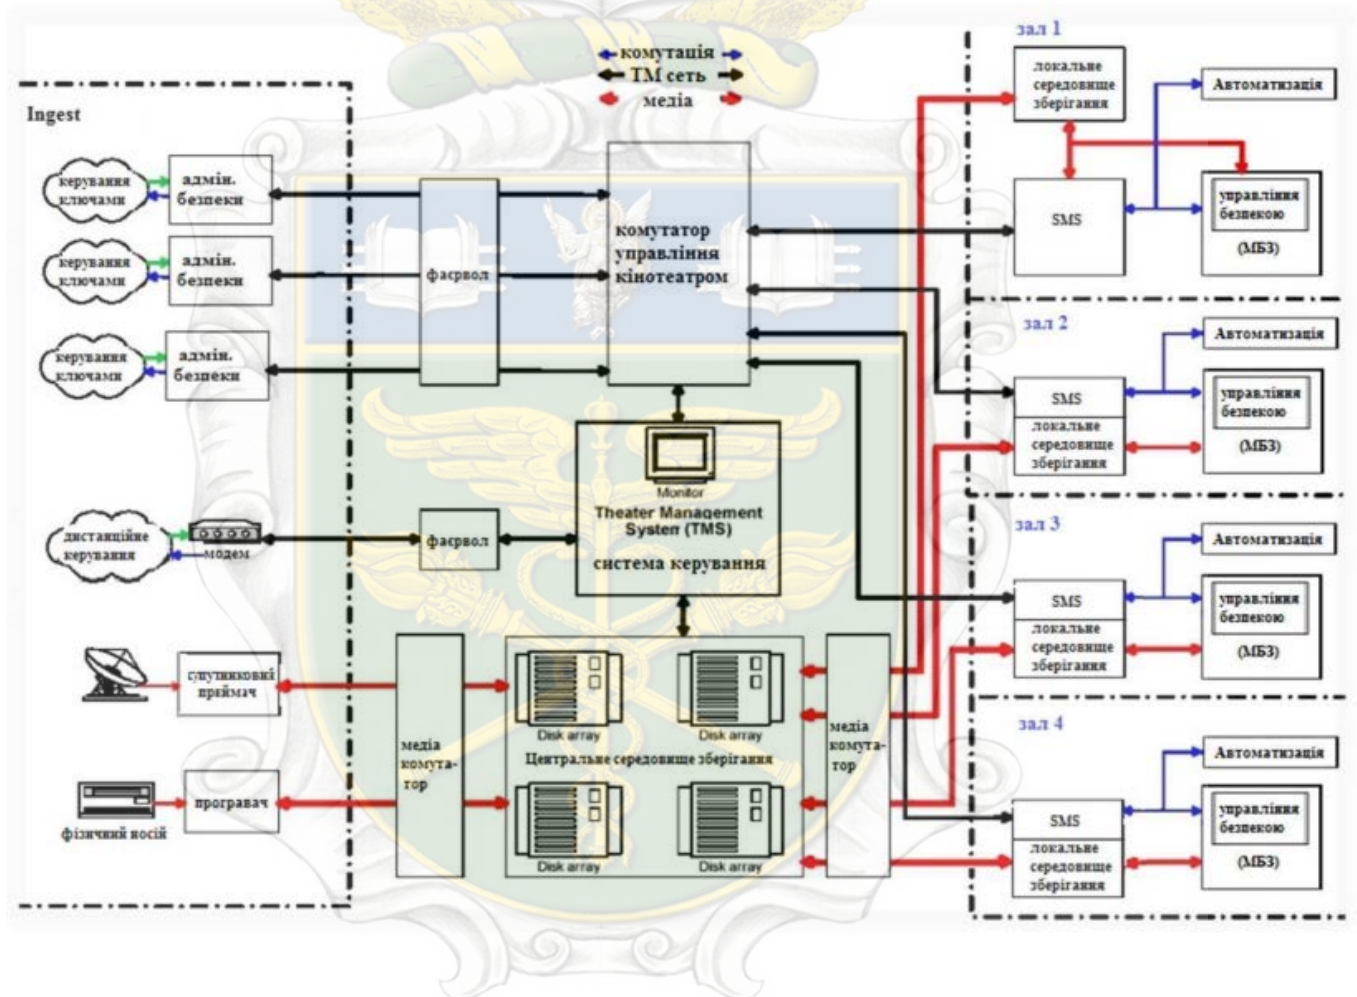 комутація
ТМ сеть
медіа
Ingest
керування
ключами
адмін.
безпеки
керування
ключами
адмін.
безпеки
керування
ключами
адмін.
безпеки
фаєрвол
комутатор
управління
кінотеатром
дистанційне
керування
модем
фаєрвол
Monitor
Theater Management
System (TMS)
система керування
супутниковий
приймач
фізичний носій
програвач
медіа
комута-
тор
Disk array
Disk array
Центральне середовище зберігання
Disk array
Disk array
медіа
комута-
тор
зал 1
локальне
середовище
зберігання
Автоматизація
SMS
управління
безпекою
(МБЗ)
зал 2
Автоматизація
SMS
локальне
середовище
зберігання
управління
безпекою
(МБЗ)
зал 3
Автоматизація
SMS
локальне
середовище
зберігання
управління
безпекою
(МБЗ)
зал 4
Автоматизація
SMS
локальне
середовище
зберігання
управління
безпекою
(МБЗ)